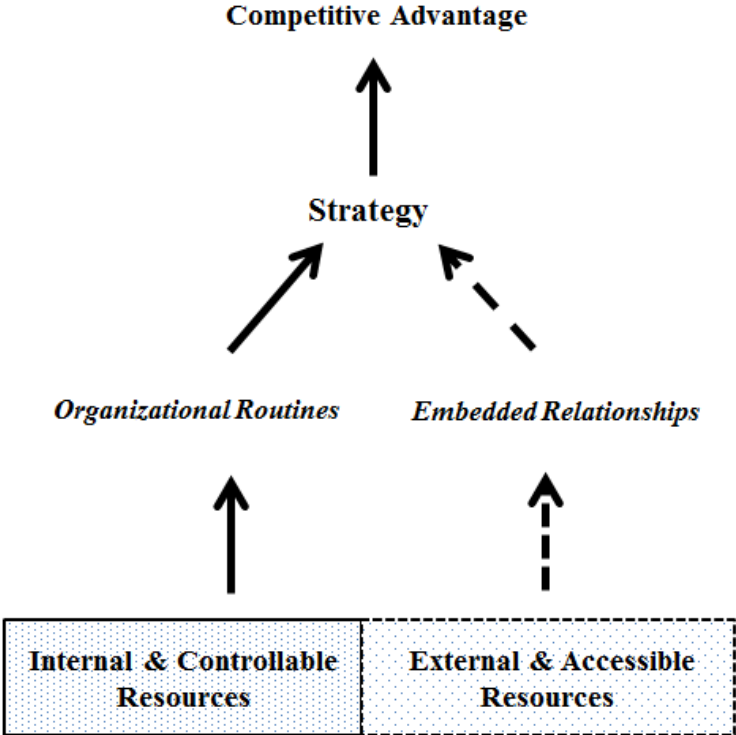 Competitive Advantage
Strategy
Organizational Routines
Embedded Relationships
Internal & Controllable
Resources
External & Accessible
Resources